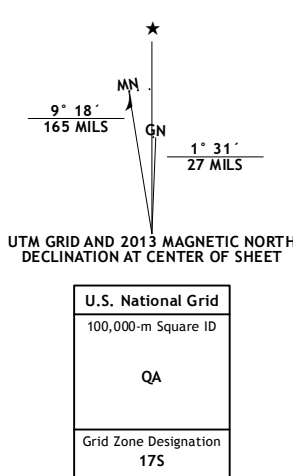 MN
GN
9° 18´
165 MILS
1° 31´
27 MILS
UTM GRID AND 2013 MAGNETIC NORTH
DECLINATION AT CENTER OF SHEET
U.S. National Grid
100,000-m Square ID
QA
Grid Zone Designation
17S